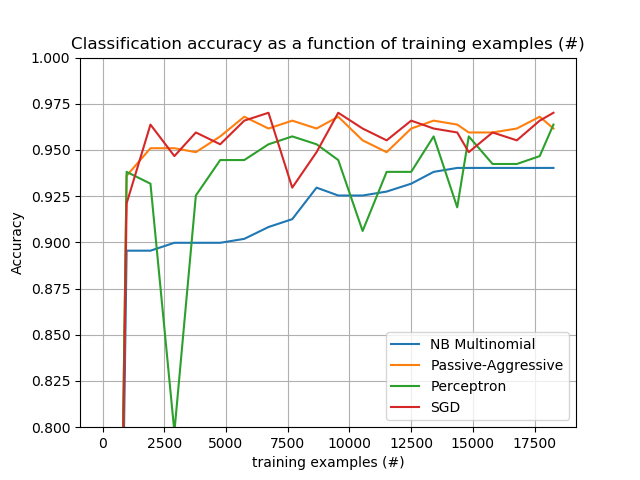 Classification accuracy as a function of training examples (#)
1.000
0.975
0.950
0.925
0.900
0.875
0.850
0.825
0.800
Accuracy
NB Multinomial
Passive-Aggressive
Perceptron
SGD
0 2500 5000 7500 10000 12500 15000 17500
training examples (#)